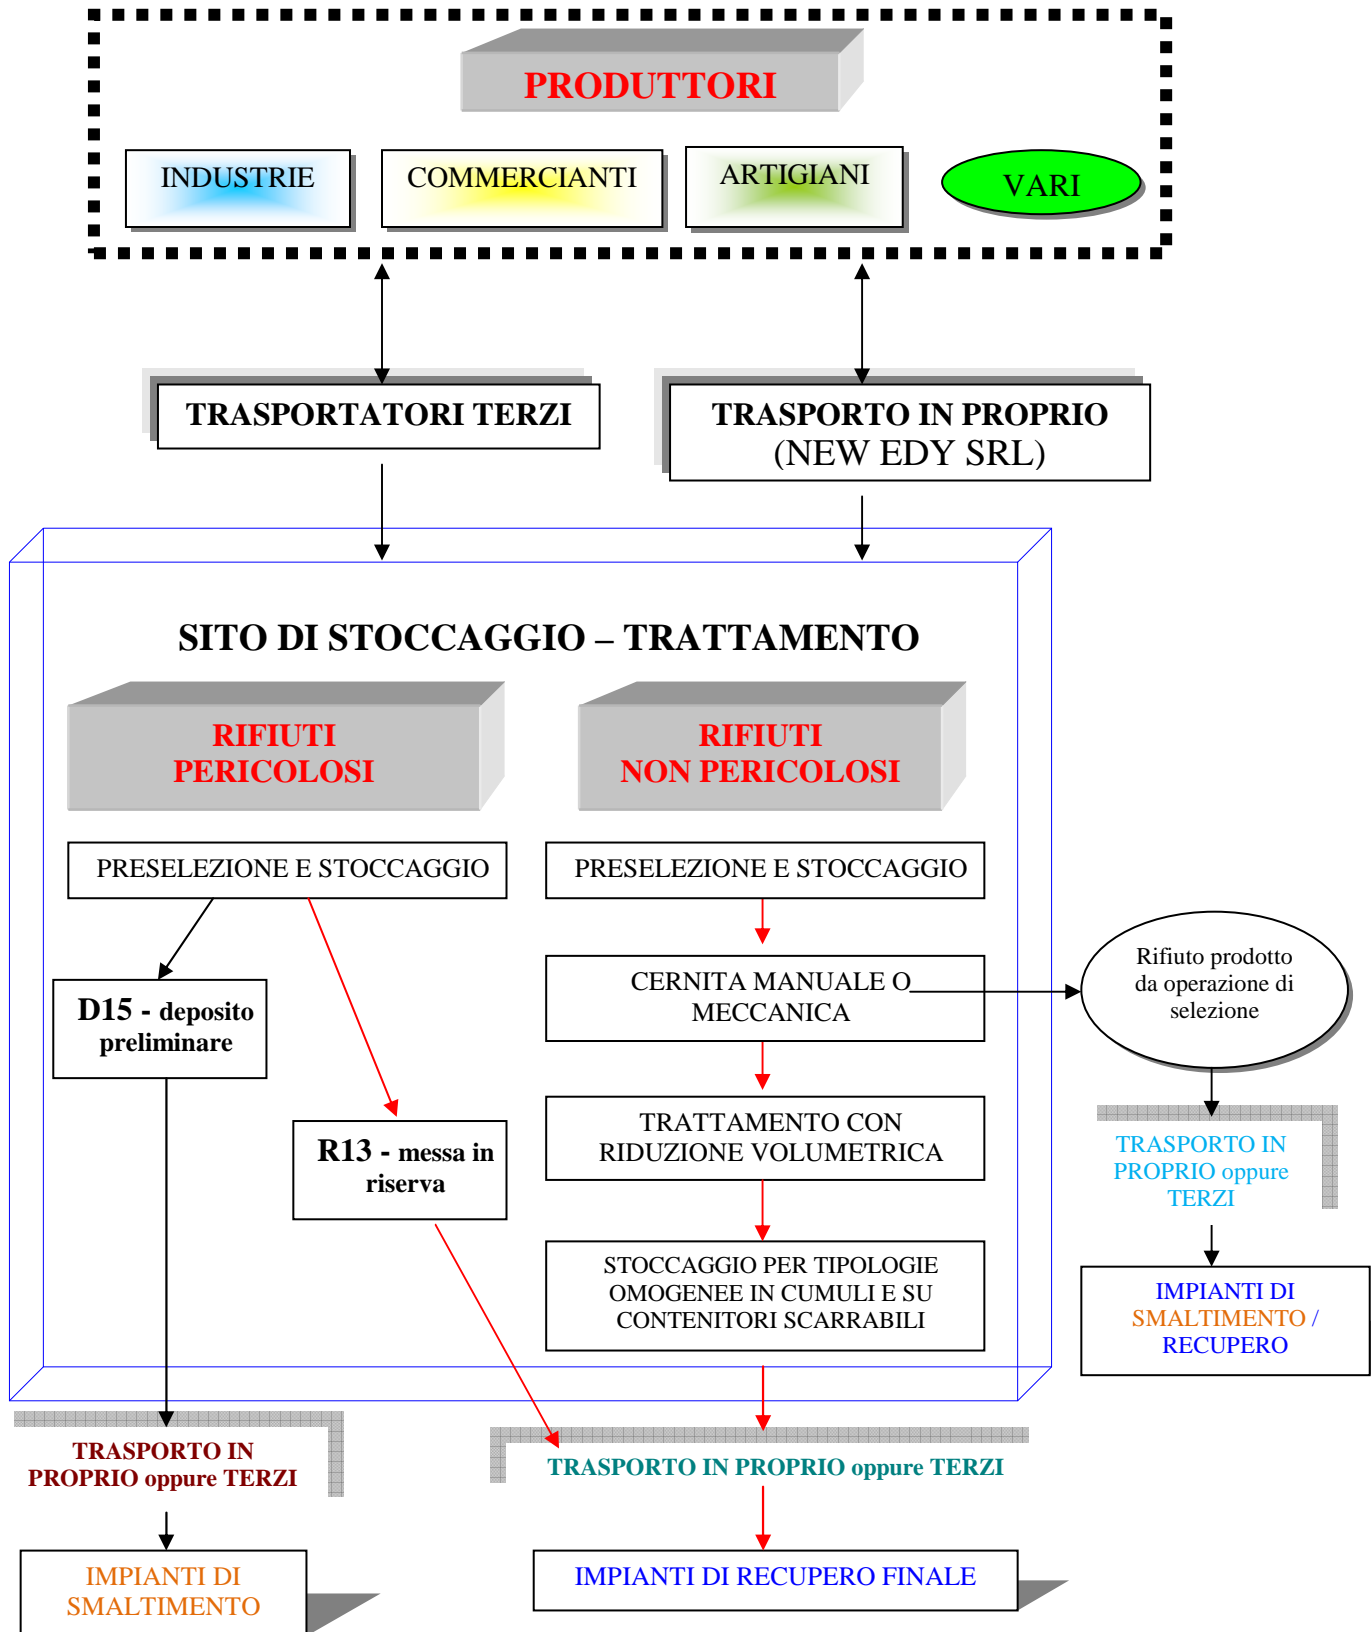 PRODUTTORI
INDUSTRIE
COMMERCIANTI
ARTIGIANI
VARI
TRASPORTATORI TERZI
TRASPORTO IN PROPRIO
(NEW EDY SRL)
SITO DI STOCCAGGIO – TRATTAMENTO
RIFIUTI
PERICOLOSI
RIFIUTI
NON PERICOLOSI
PRESELEZIONE E STOCCAGGIO
PRESELEZIONE E STOCCAGGIO
D15 - deposito
preliminare
CERNITA MANUALE O
MECCANICA
Rifiuto prodotto
da operazione di
selezione
R13 - messa in
riserva
TRATTAMENTO CON
RIDUZIONE VOLUMETRICA
TRASPORTO IN
PROPRIO oppure
TERZI
STOCCAGGIO PER TIPOLOGIE
OMOGENEE IN CUMULI E SU
CONTENITORI SCARRABILI
IMPIANTI DI
SMALTIMENTO /
RECUPERO
TRASPORTO IN
PROPRIO oppure TERZI
TRASPORTO IN PROPRIO oppure TERZI
IMPIANTI DI
SMALTIMENTO
IMPIANTI DI RECUPERO FINALE